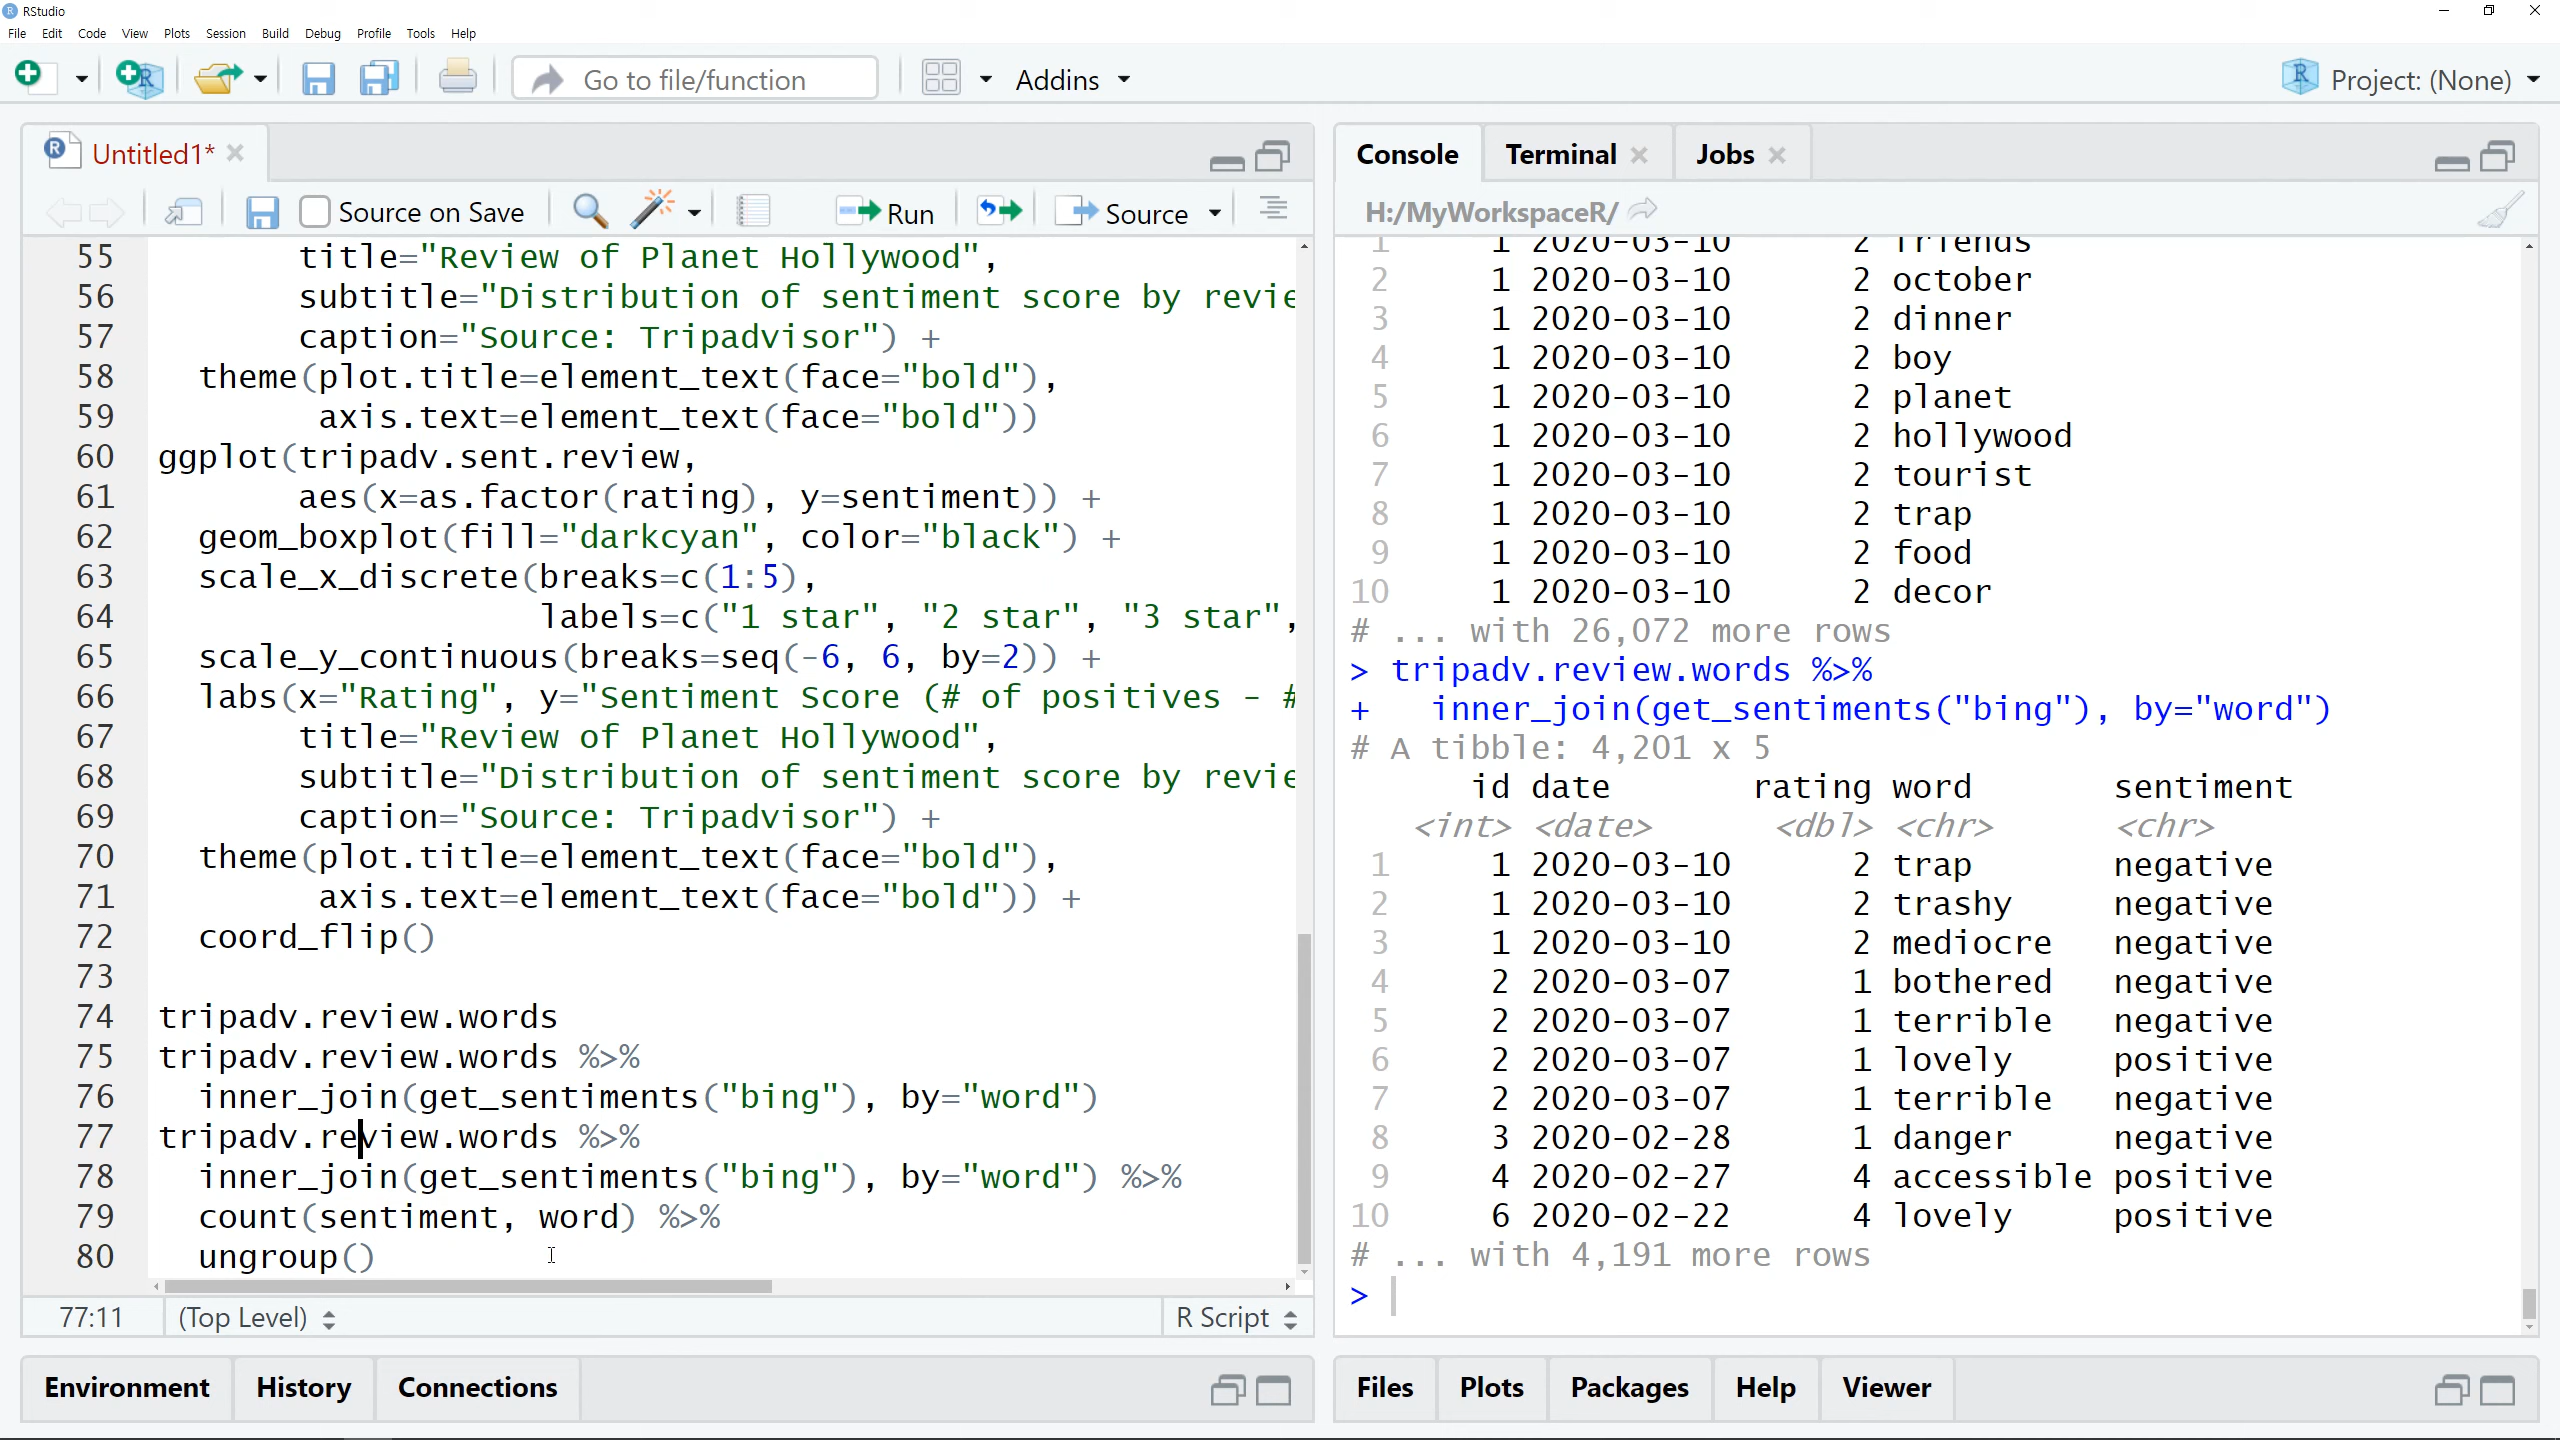 RStudio
File Edit Code View Plots Session Build Debug Profile Tools Help
Go to file/function Addins Project: (None)
Untitled1*
Source on Save Run Source
55 title="Review of Planet Hollywood",
56 subtitle="Distribution of sentiment score by revie
57 caption="Source: Tripadvisor") +
58 theme(plot.title=element_text(face="bold"),
59 axis.text=element_text(face="bold"))
60 ggplot(tripadv.sent.review,
61 aes(x=as.factor(rating), y=sentiment)) +
62 geom_boxplot(fill="darkcyan", color="black") +
63 scale_x_discrete(breaks=c(1:5),
64 labels=c("1 star", "2 star", "3 star",
65 scale_y_continuous(breaks=seq(-6, 6, by=2)) +
66 labs(x="Rating", y="Sentiment Score (# of positives - #
67 title="Review of Planet Hollywood",
68 subtitle="Distribution of sentiment score by revie
69 caption="Source: Tripadvisor") +
70 theme(plot.title=element_text(face="bold"),
71 axis.text=element_text(face="bold")) +
72 coord_flip()
73
74 tripadv.review.words
75 tripadv.review.words %>%
76 inner_join(get_sentiments("bing"), by="word")
77 tripadv.review.words %>%
78 inner_join(get_sentiments("bing"), by="word") %>%
79 count(sentiment, word) %>%
80 ungroup()
77:11 (Top Level) R Script
Environment History Connections
Console Terminal Jobs
H:/MyWorkspaceR/
1 1 2020-03-10 2 friends
2 1 2020-03-10 2 october
3 1 2020-03-10 2 dinner
4 1 2020-03-10 2 boy
5 1 2020-03-10 2 planet
6 1 2020-03-10 2 hollywood
7 1 2020-03-10 2 tourist
8 1 2020-03-10 2 trap
9 1 2020-03-10 2 food
10 1 2020-03-10 2 decor
# ... with 26,072 more rows
> tripadv.review.words %>%
+ inner_join(get_sentiments("bing"), by="word")
# A tibble: 4,201 x 5
id date rating word sentiment
<int> <date> <dbl> <chr> <chr>
1 1 2020-03-10 2 trap negative
2 1 2020-03-10 2 trashy negative
3 1 2020-03-10 2 mediocre negative
4 2 2020-03-07 1 bothered negative
5 2 2020-03-07 1 terrible negative
6 2 2020-03-07 1 lovely positive
7 2 2020-03-07 1 terrible negative
8 3 2020-02-28 1 danger negative
9 4 2020-02-27 4 accessible positive
10 6 2020-02-22 4 lovely positive
# ... with 4,191 more rows
>
Files Plots Packages Help Viewer